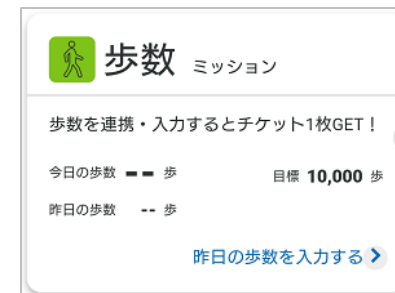 歩数 ミッション
歩数を連携・入力するとチケット1枚GET！
今日の歩数 -- 歩 目標 10,000 歩
昨日の歩数 -- 歩
昨日の歩数を入力する